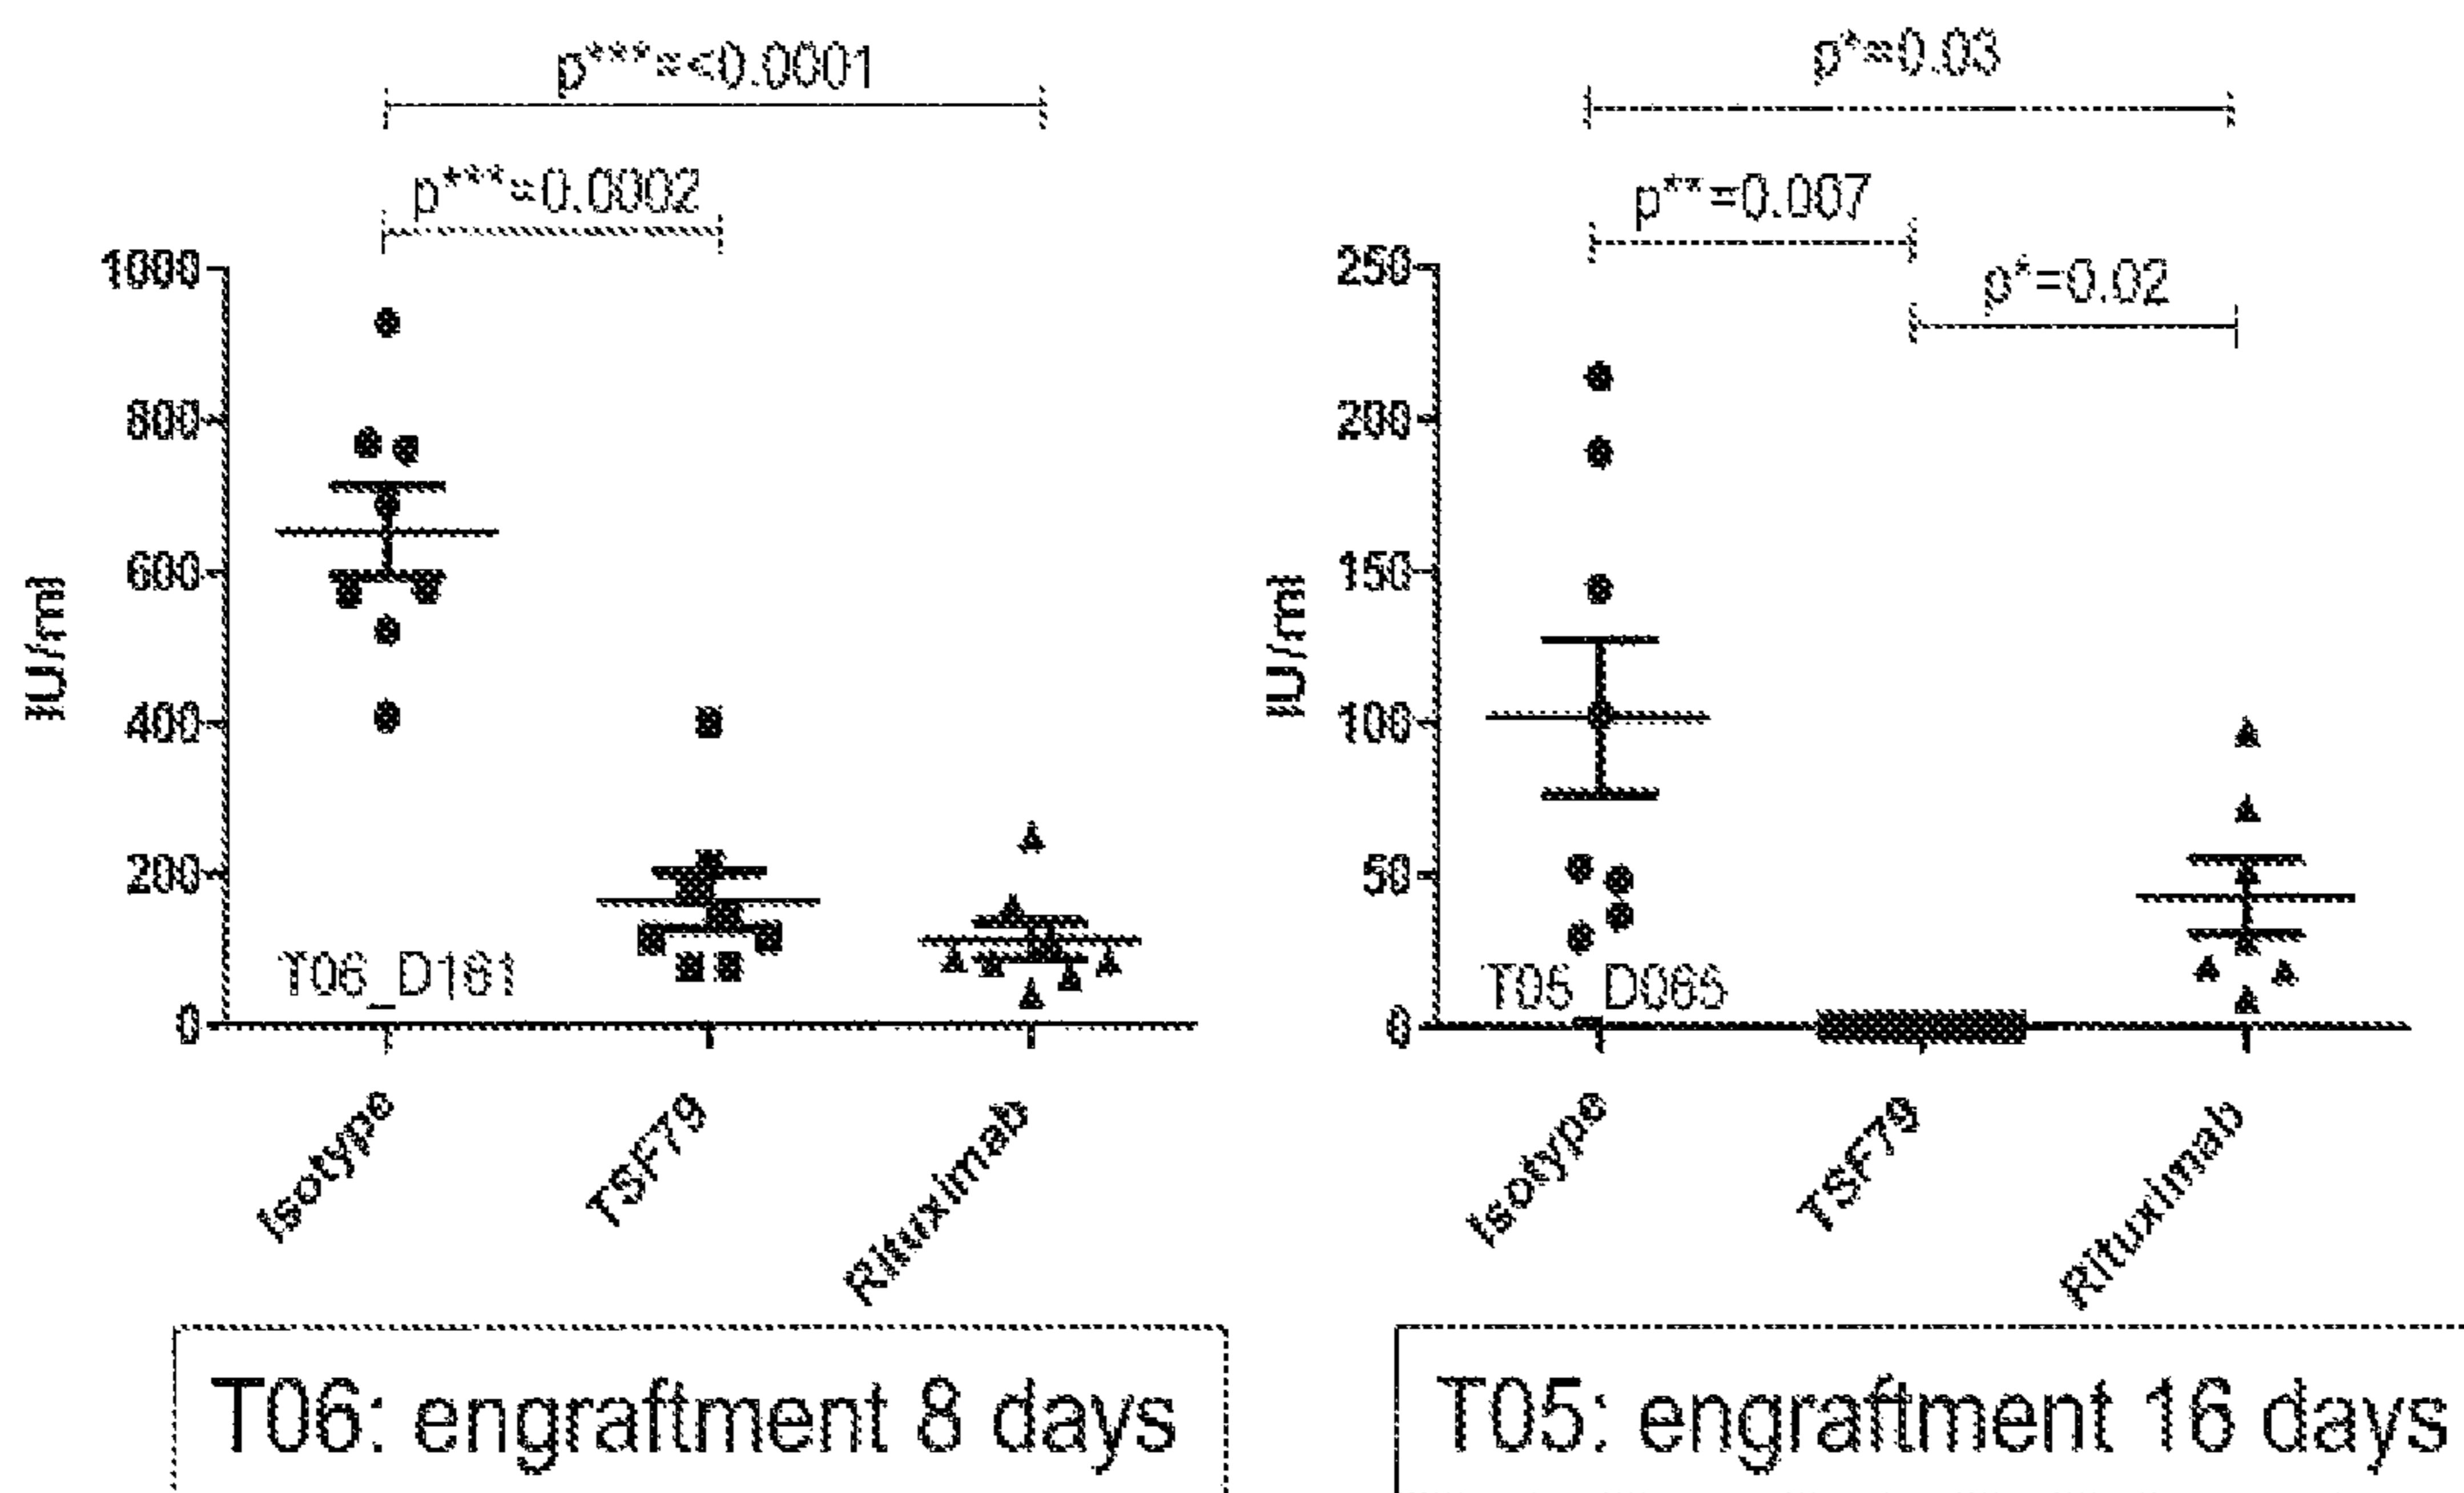 p***=<0.0001
p***=0.0002
1000
800
600
400
200
0
IU/ml
T06_D161
Isotype
TSF79
Rituximab
T06: engraftment 8 days
p*=0.03
p**=0.007
p*=0.02
250
200
150
100
50
0
IU/ml
T05_D065
Isotype
TSF79
Rituximab
T05: engraftment 16 days